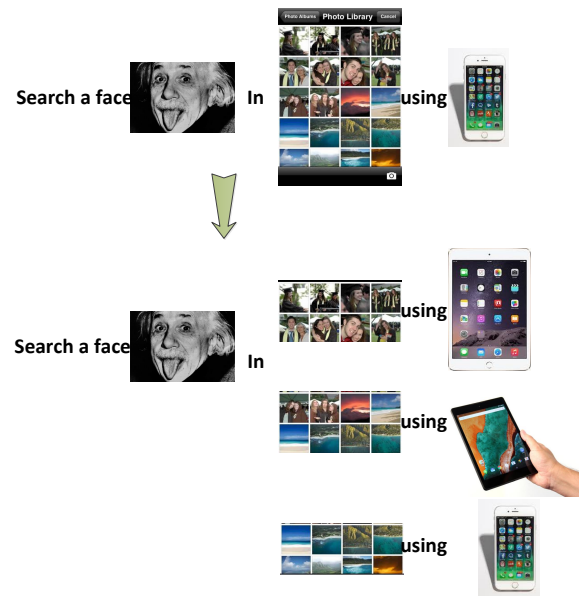 Photo Albums Photo Library Cancel
Search a face In using
using
Search a face In
using
using